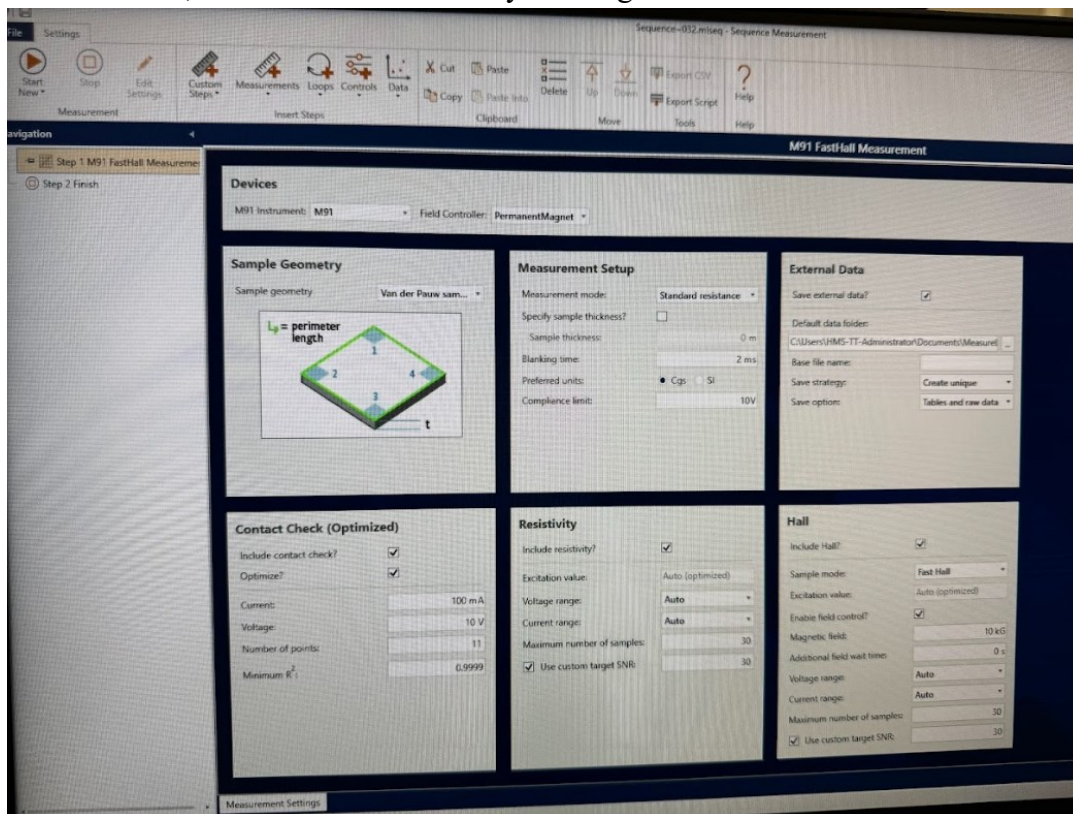 Sequence~032.mlseq - Sequence Measurement
File Settings
Start New
Stop
Edit Settings
Measurement
Custom Steps
Measurements
Loops
Controls
Data
Insert Steps
Cut
Copy
Paste
Paste Into
Clipboard
Delete
Up
Down
Move
Export CSV
Export Script
Tools
Help
Help
avigation
M91 FastHall Measurement
Step 1 M91 FastHall Measureme
Step 2 Finish
Devices
M91 Instrument: M91
Field Controller: PermanentMagnet
Sample Geometry
Sample geometry Van der Pauw sam...
Lp = perimeter
length
1
2 4
3
t
Measurement Setup
Measurement mode: Standard resistance
Specify sample thickness?
Sample thickness: 0 m
Blanking time: 2 ms
Preferred units: Cgs SI
Compliance limit: 10V
External Data
Save external data?
Default data folder:
C:\Users\HMS-TT-Administrator\Documents\Measurel ...
Base file name:
Save strategy: Create unique
Save option: Tables and raw data
Contact Check (Optimized)
Include contact check?
Optimize?
Current: 100 mA
Voltage: 10 V
Number of points: 11
Minimum R²: 0.9999
Resistivity
Include resistivity?
Excitation value: Auto (optimized)
Voltage range: Auto
Current range: Auto
Maximum number of samples: 30
Use custom target SNR: 30
Hall
Include Hall?
Sample mode: Fast Hall
Excitation value: Auto (optimized)
Enable field control?
Magnetic field: 10 kG
Additional field wait time: 0 s
Voltage range: Auto
Current range: Auto
Maximum number of samples: 30
Use custom target SNR: 30
Measurement Settings